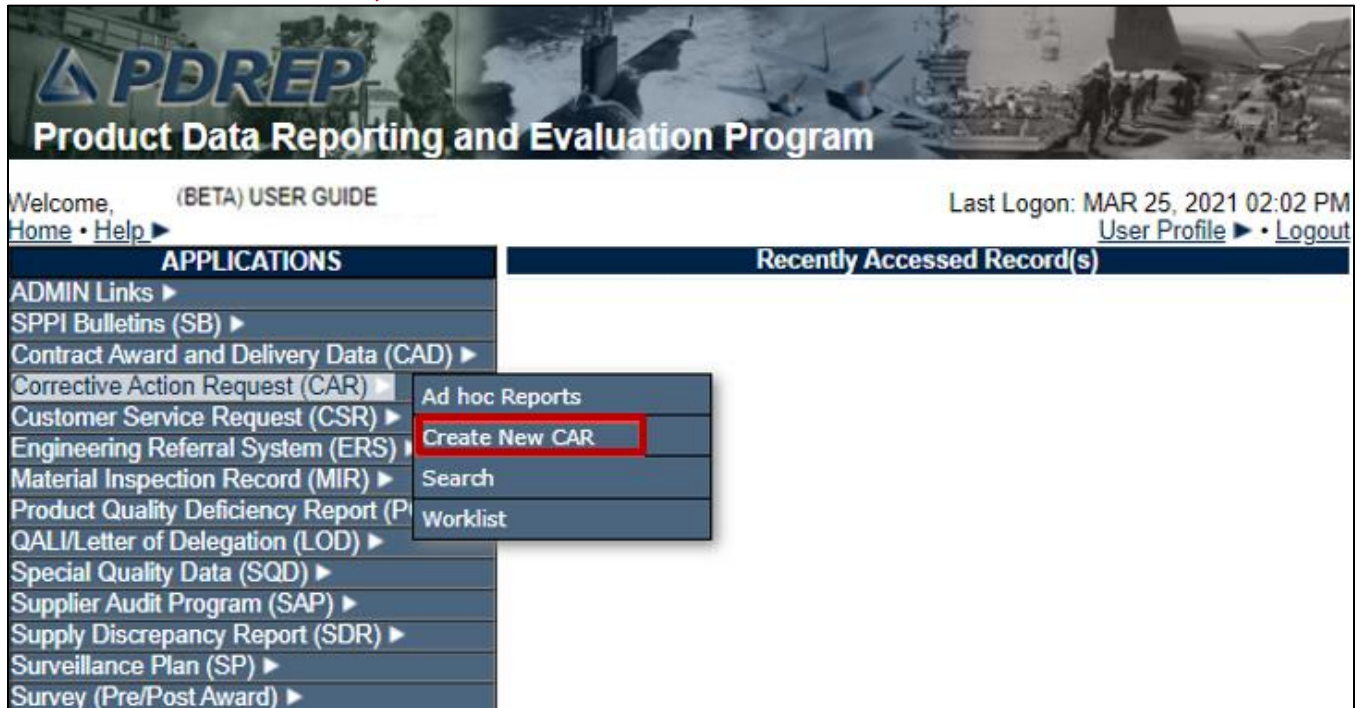 PDREP
Product Data Reporting and Evaluation Program
Welcome, (BETA) USER GUIDE
Last Logon: MAR 25, 2021 02:02 PM
Home • Help ▶
User Profile ▶ • Logout
APPLICATIONS
Recently Accessed Record(s)
ADMIN Links ▶
SPPI Bulletins (SB) ▶
Contract Award and Delivery Data (CAD) ▶
Corrective Action Request (CAR) ▶
Customer Service Request (CSR) ▶
Engineering Referral System (ERS)
Material Inspection Record (MIR) ▶
Product Quality Deficiency Report
QALI/Letter of Delegation (LOD) ▶
Special Quality Data (SQD) ▶
Supplier Audit Program (SAP) ▶
Supply Discrepancy Report (SDR) ▶
Surveillance Plan (SP) ▶
Survey (Pre/Post Award) ▶
Ad hoc Reports
Create New CAR
Search
Worklist